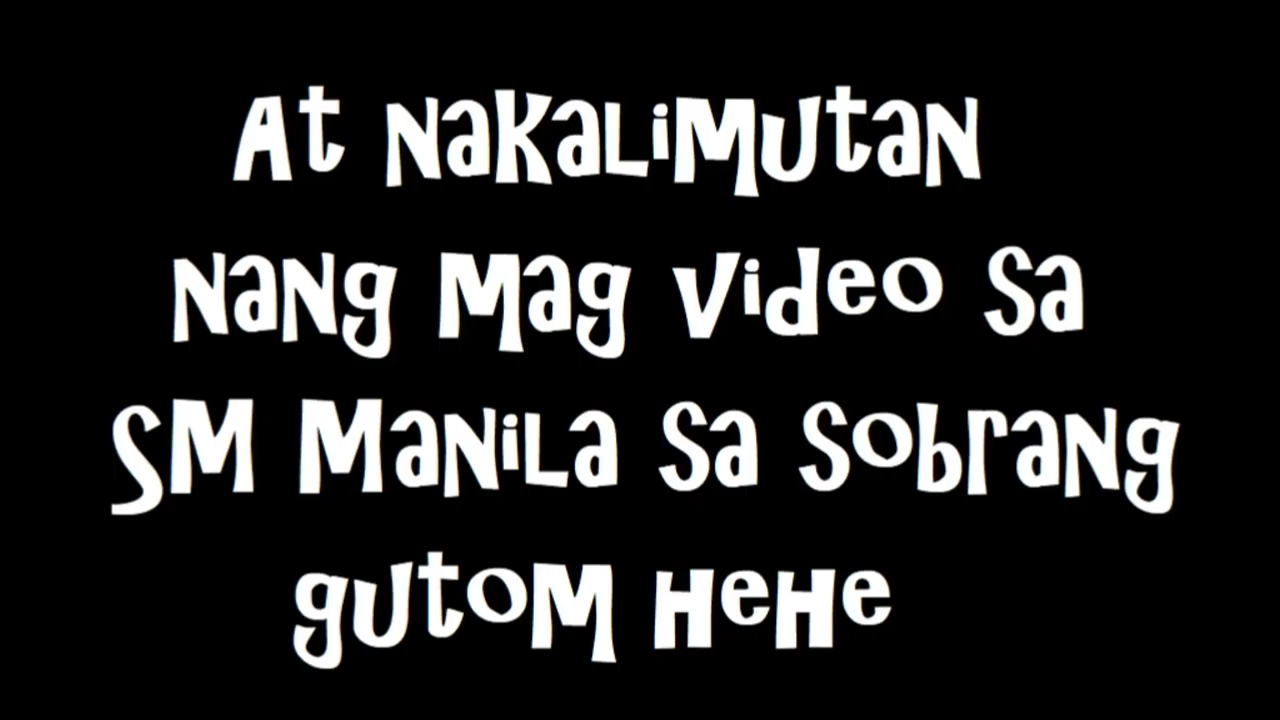 At Nakalimutan
nang mag video sa
SM Manila sa sobrang
gutom hehe